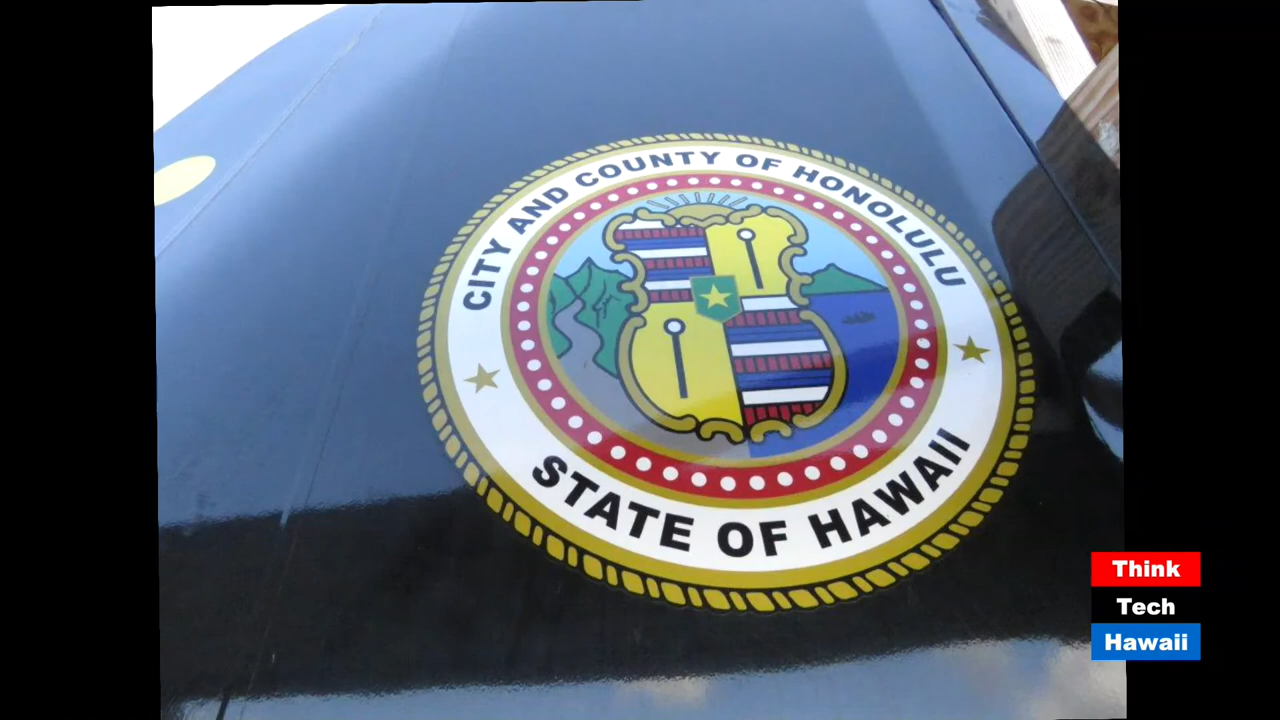 CITY AND COUNTY OF HONOLULU
STATE OF HAWAII
Think
Tech
Hawaii